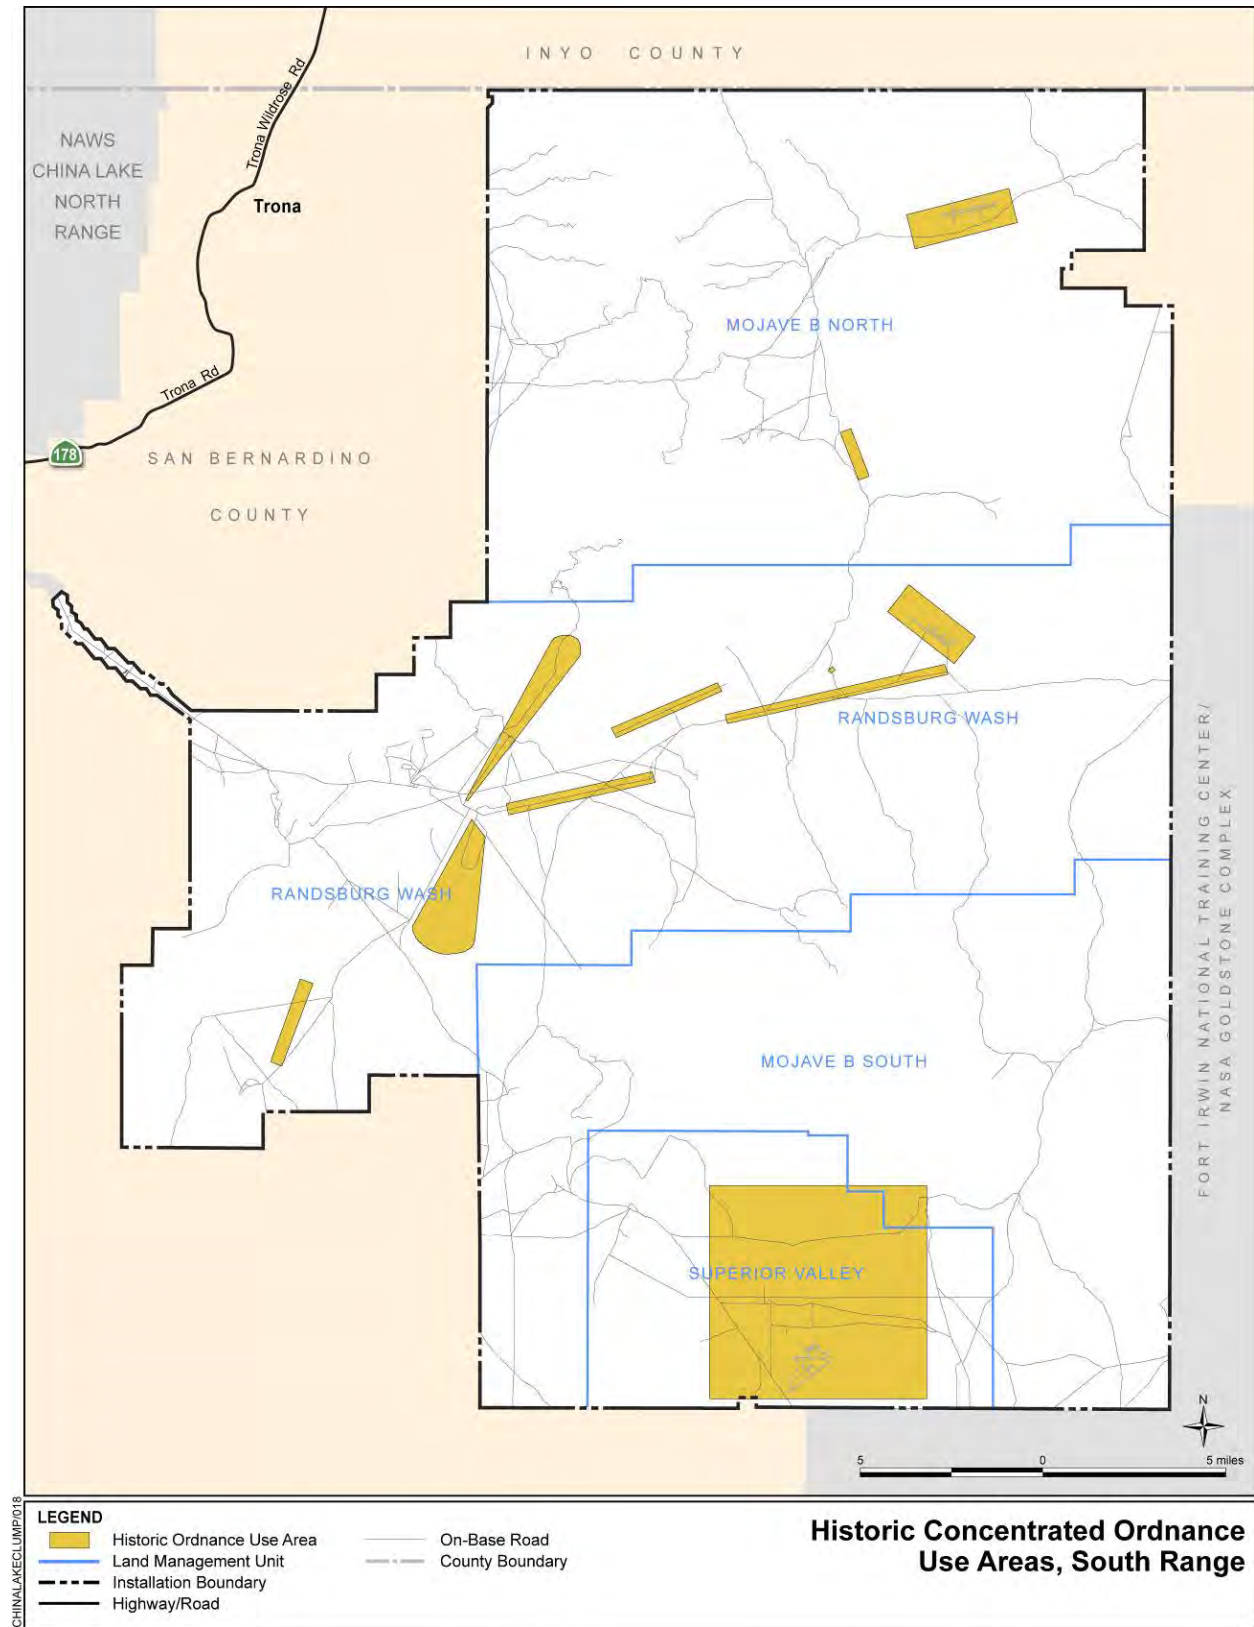 INYO COUNTY
Trona Wildrose Rd
NAWS
CHINA LAKE
NORTH
RANGE
Trona
MOJAVE B NORTH
Trona Rd
178
SAN BERNARDINO
COUNTY
RANDSBURG WASH
RANDSBURG WASH
FORT IRWIN NATIONAL TRAINING CENTER/
NASA GOLDSTONE COMPLEX
MOJAVE B SOUTH
SUPERIOR VALLEY
N
5 0 5 miles
CHINALAKECLUMP/018
LEGEND
Historic Ordnance Use Area
Land Management Unit
Installation Boundary
Highway/Road
On-Base Road
County Boundary
Historic Concentrated Ordnance
Use Areas, South Range